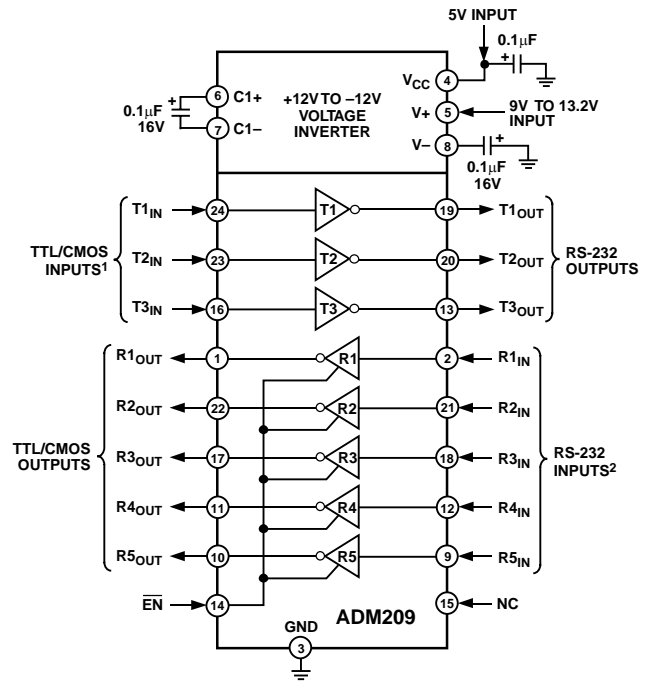 5V INPUT
0.1μF
VCC
4
6
C1+
+12V TO –12V
VOLTAGE
INVERTER
0.1μF
16V
7
C1–
V+
5
9V TO 13.2V
INPUT
V–
8
0.1μF
16V
T1IN
24
T1
19
T1OUT
TTL/CMOS
INPUTS1
T2IN
23
T2
20
T2OUT
RS-232
OUTPUTS
T3IN
16
T3
13
T3OUT
R1OUT
1
R1
2
R1IN
R2OUT
22
R2
21
R2IN
TTL/CMOS
OUTPUTS
R3OUT
17
R3
18
R3IN
RS-232
INPUTS2
R4OUT
11
R4
12
R4IN
R5OUT
10
R5
9
R5IN
EN
14
ADM209
15
NC
GND
3